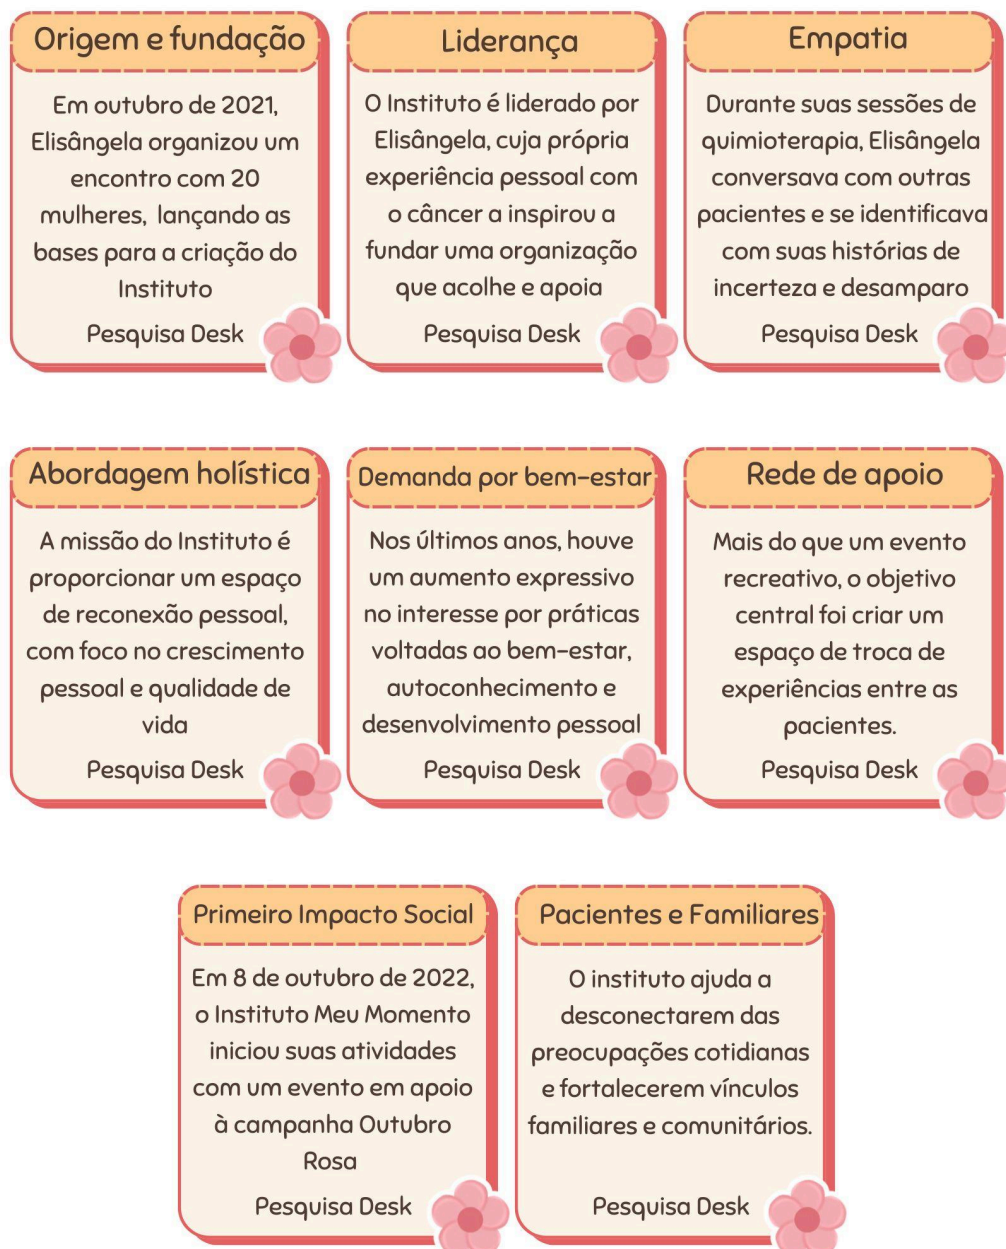 Origem e fundação
Em outubro de 2021,
Elisângela organizou um
encontro com 20
mulheres, lançando as
bases para a criação do
Instituto
Pesquisa Desk
Liderança
O Instituto é liderado por
Elisângela, cuja própria
experiência pessoal com
o câncer a inspirou a
fundar uma organização
que acolhe e apoia
Pesquisa Desk
Empatia
Durante suas sessões de
quimioterapia, Elisângela
conversava com outras
pacientes e se identificava
com suas histórias de
incerteza e desamparo
Pesquisa Desk
Abordagem holística
A missão do Instituto é
proporcionar um espaço
de reconexão pessoal,
com foco no crescimento
pessoal e qualidade de
vida
Pesquisa Desk
Demanda por bem-estar
Nos últimos anos, houve
um aumento expressivo
no interesse por práticas
voltadas ao bem-estar,
autoconhecimento e
desenvolvimento pessoal
Pesquisa Desk
Rede de apoio
Mais do que um evento
recreativo, o objetivo
central foi criar um
espaço de troca de
experiências entre as
pacientes.
Pesquisa Desk
Primeiro Impacto Social
Em 8 de outubro de 2022,
o Instituto Meu Momento
iniciou suas atividades
com um evento em apoio
à campanha Outubro
Rosa
Pesquisa Desk
Pacientes e Familiares
O instituto ajuda a
desconectarem das
preocupações cotidianas
e fortalecerem vínculos
familiares e comunitários.
Pesquisa Desk